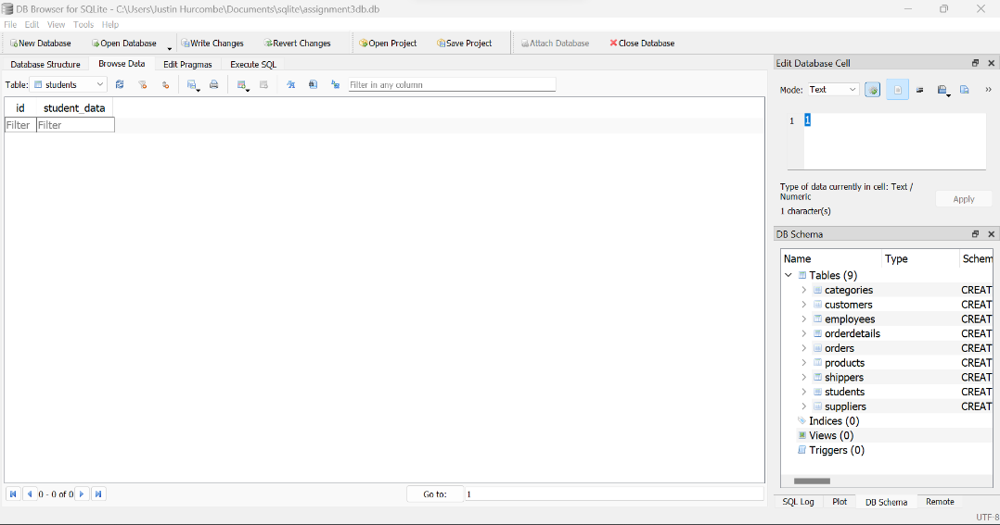 DB Browser for SQLite - C:\Users\Justin Hurcombe\Documents\sqlite\assignment3db.db
File Edit View Tools Help
New Database Open Database Write Changes Revert Changes Open Project Save Project Attach Database Close Database
Database Structure Browse Data Edit Pragmas Execute SQL
Table: students Filter in any column
id student_data
Filter Filter
0 - 0 of 0 Go to: 1
Edit Database Cell
Mode: Text
1 1
Type of data currently in cell: Text /
Numeric
Apply
1 character(s)
DB Schema
Name Type Schem
Tables (9)
categories CREAT
customers CREAT
employees CREAT
orderdetails CREAT
orders CREAT
products CREAT
shippers CREAT
students CREAT
suppliers CREAT
Indices (0)
Views (0)
Triggers (0)
SQL Log Plot DB Schema Remote
UTF-8